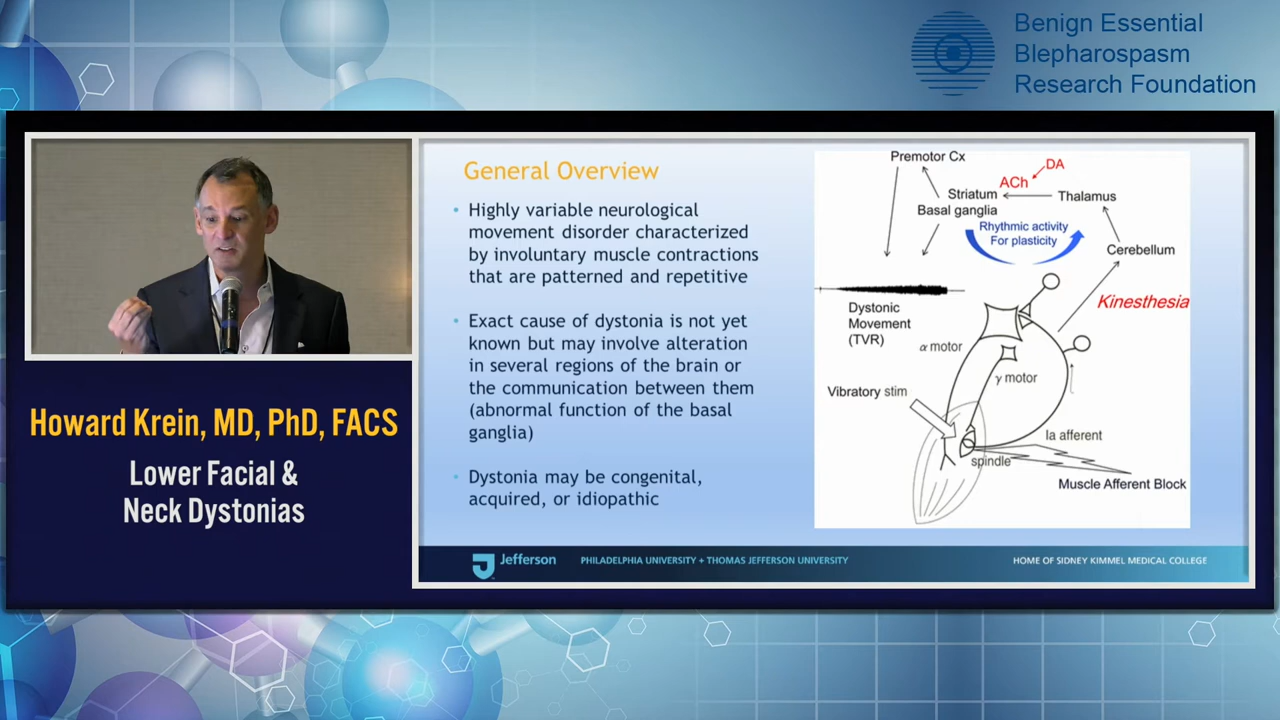 Benign Essential
Blepharospasm
Research Foundation
Howard Krein, MD, PhD, FACS
Lower Facial &
Neck Dystonias
General Overview
• Highly variable neurological
movement disorder characterized
by involuntary muscle contractions
that are patterned and repetitive
• Exact cause of dystonia is not yet
known but may involve alteration
in several regions of the brain or
the communication between them
(abnormal function of the basal
ganglia)
• Dystonia may be congenital,
acquired, or idiopathic
Premotor Cx
DA
ACh
Striatum
Thalamus
Basal ganglia
Rhythmic activity
For plasticity
Cerebellum
Kinesthesia
Dystonic
Movement
(TVR)
α motor
γ motor
Vibratory stim
Ia afferent
spindle
Muscle Afferent Block
Jefferson
PHILADELPHIA UNIVERSITY + THOMAS JEFFERSON UNIVERSITY
HOME OF SIDNEY KIMMEL MEDICAL COLLEGE